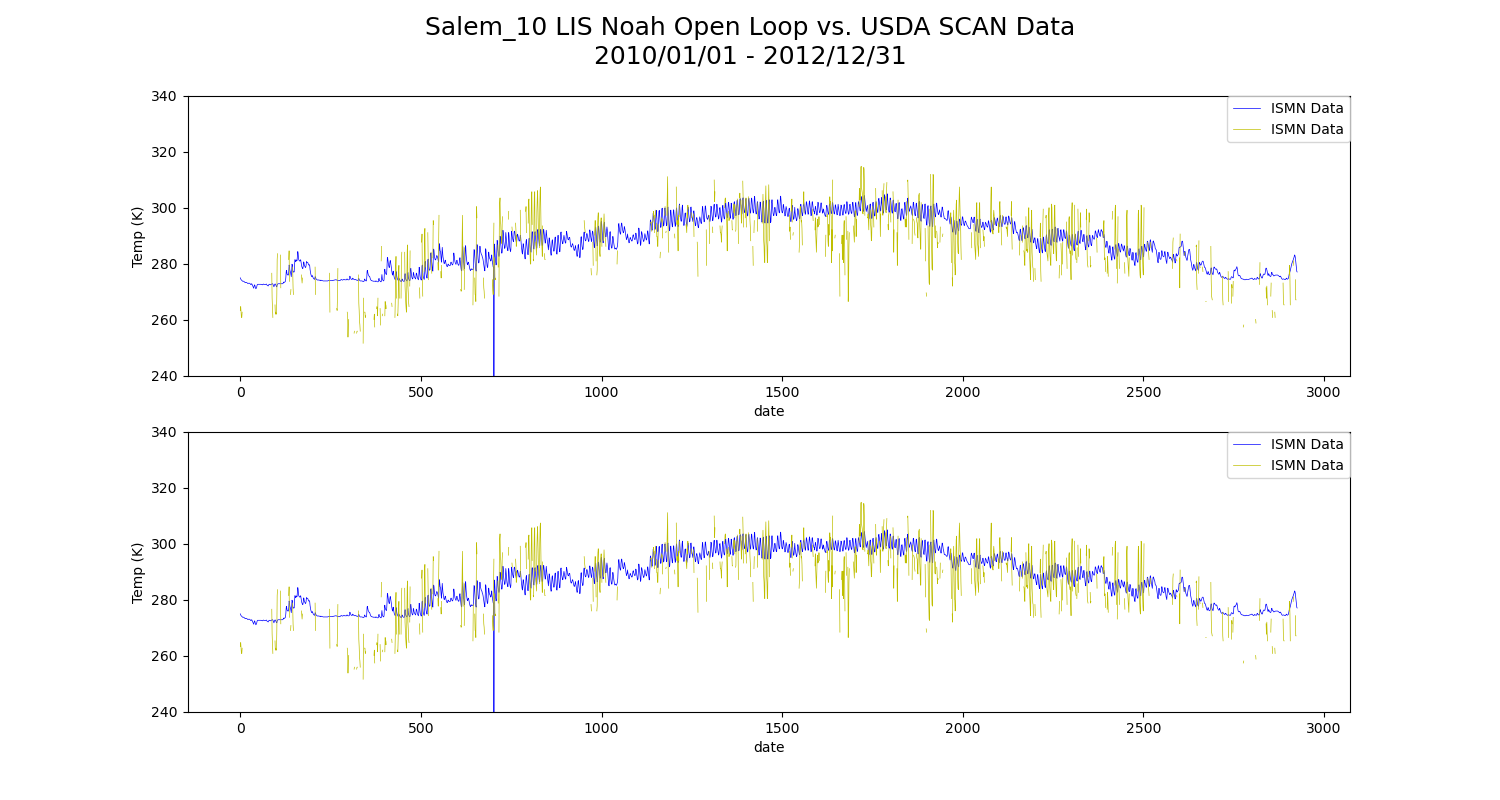 Salem_10 LIS Noah Open Loop vs. USDA SCAN Data
2010/01/01 - 2012/12/31
340
320
300
280
260
240
Temp (K)
ISMN Data
ISMN Data
0 500 1000 1500 2000 2500 3000
date
340
320
300
280
260
240
Temp (K)
ISMN Data
ISMN Data
0 500 1000 1500 2000 2500 3000
date